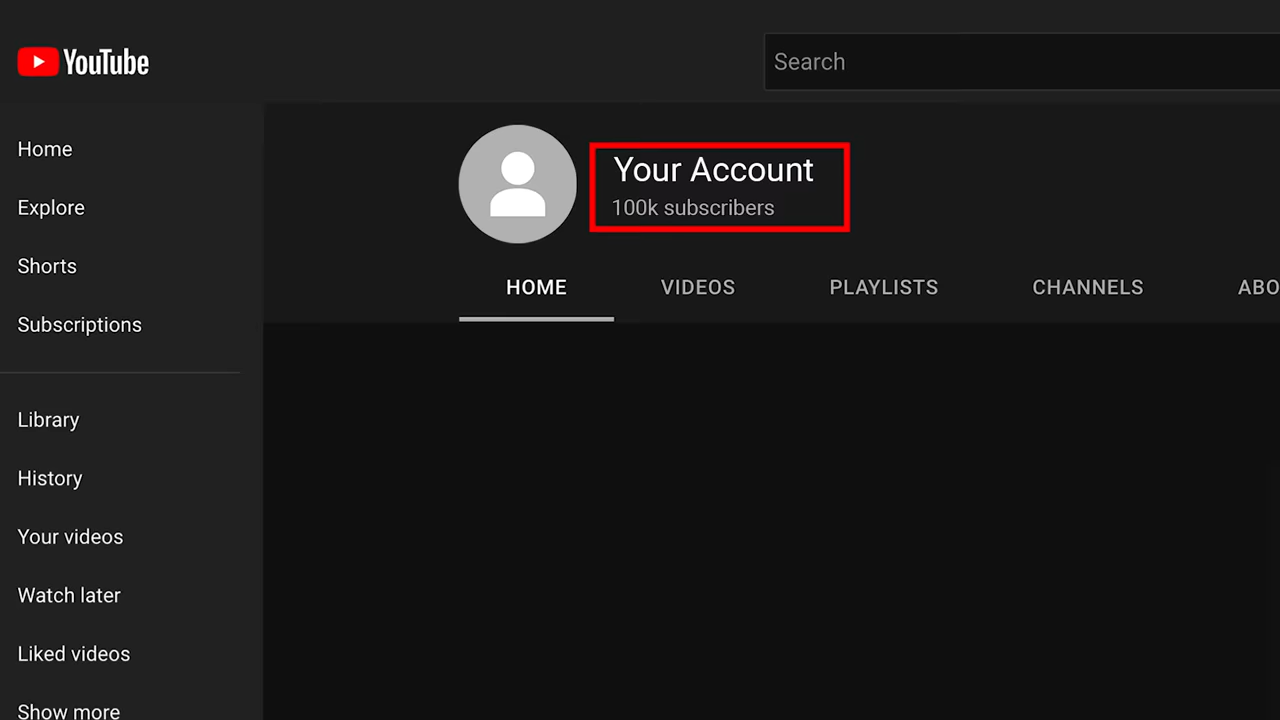 YouTube
Search
Home
Explore
Shorts
Subscriptions
Library
History
Your videos
Watch later
Liked videos
Show more
Your Account
100k subscribers
HOME VIDEOS PLAYLISTS CHANNELS ABO